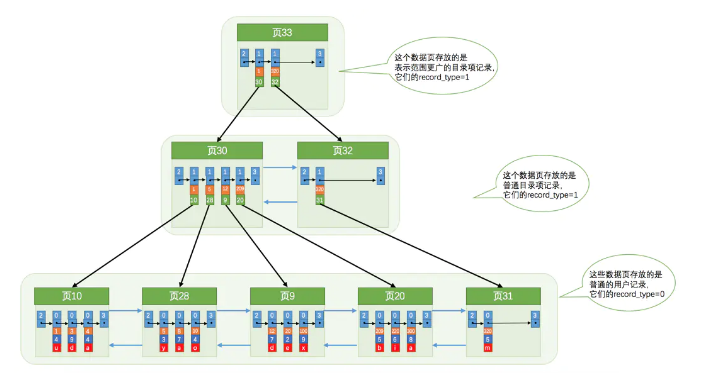 页33
2 1 1 3
1 320
30 32
这个数据页存放的是
表示范围更广的目录项记录,
它们的record_type=1
页30 页32
2 1 1 1 1 3 2 1 3
1 5 12 209 320
10 28 9 20 31
这个数据页存放的是
普通目录项记录,
它们的record_type=1
这些数据页存放的是
普通的用户记录,
它们的record_type=0
页10 页28 页9 页20 页31
2 0 0 0 3 2 0 0 0 3 2 0 0 0 3 2 0 0 0 3 2 0 3
1 3 4 5 8 320
4 3 4 3 7 4 7 2 9 5 6 8 5
u d a y a o d e x b i a m